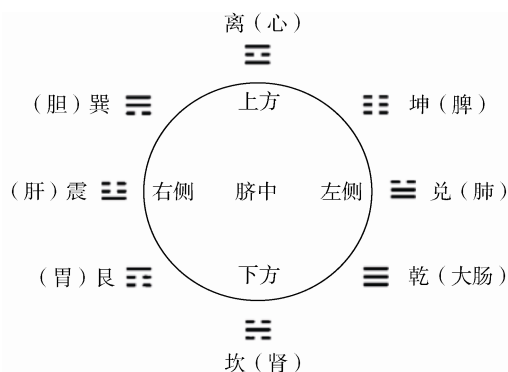 离（心）
上方
（胆）巽
坤（脾）
（肝）震
右侧
脐中
左侧
兑（肺）
（胃）艮
下方
乾（大肠）
坎（肾）